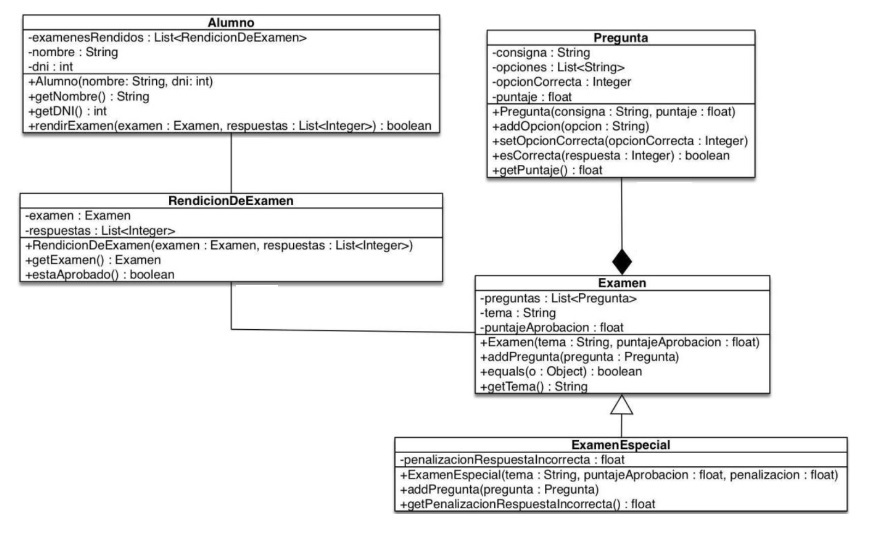 Alumno
-examenesRendidos : List<RendicionDeExamen>
-nombre : String
-dni : int
+Alumno(nombre: String, dni: int)
+getNombre() : String
+getDNI() : int
+rendirExamen(examen : Examen, respuestas : List<Integer>) : boolean
Pregunta
-consigna : String
-opciones : List<String>
-opcionCorrecta : Integer
-puntaje : float
+Pregunta(consigna : String, puntaje : float)
+addOpcion(opcion : String)
+setOpcionCorrecta(opcionCorrecta : Integer)
+esCorrecta(respuesta : Integer) : boolean
+getPuntaje() : float
RendicionDeExamen
-examen : Examen
-respuestas : List<Integer>
+RendicionDeExamen(examen : Examen, respuestas : List<Integer>)
+getExamen() : Examen
+estaAprobado() : boolean
Examen
-preguntas : List<Pregunta>
-tema : String
-puntajeAprobacion : float
+Examen(tema : String, puntajeAprobacion : float)
+addPregunta(pregunta : Pregunta)
+equals(o : Object) : boolean
+getTema() : String
ExamenEspecial
-penalizacionRespuestaIncorrecta : float
+ExamenEspecial(tema : String, puntajeAprobacion : float, penalizacion : float)
+addPregunta(pregunta : Pregunta)
+getPenalizacionRespuestaIncorrecta() : float